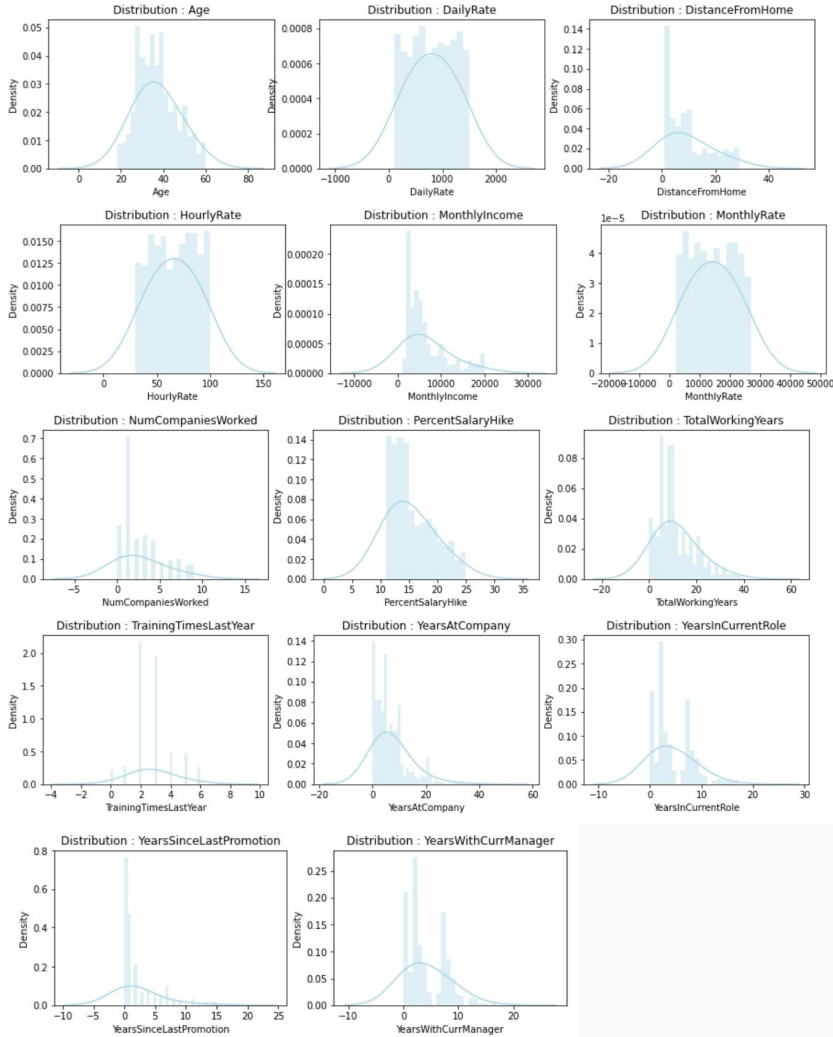 Distribution : Age
0.05
0.04
0.03
0.02
0.01
0.00
Density
0 20 40 60 80
Age
Distribution : DailyRate
0.0008
0.0006
0.0004
0.0002
0.0000
Density
−1000 0 1000 2000
DailyRate
Distribution : DistanceFromHome
0.14
0.12
0.10
0.08
0.06
0.04
0.02
0.00
Density
−20 0 20 40
DistanceFromHome
Distribution : HourlyRate
0.0150
0.0125
0.0100
0.0075
0.0050
0.0025
0.0000
Density
0 50 100 150
HourlyRate
Distribution : MonthlyIncome
0.00020
0.00015
0.00010
0.00005
0.00000
Density
−10000 0 10000 20000 30000
MonthlyIncome
Distribution : MonthlyRate
1e−5
4
3
2
1
0
Density
−20000 −10000 0 10000 20000 30000 40000 50000
MonthlyRate
Distribution : NumCompaniesWorked
0.7
0.6
0.5
0.4
0.3
0.2
0.1
0.0
Density
−5 0 5 10 15
NumCompaniesWorked
Distribution : PercentSalaryHike
0.14
0.12
0.10
0.08
0.06
0.04
0.02
0.00
Density
0 5 10 15 20 25 30 35
PercentSalaryHike
Distribution : TotalWorkingYears
0.08
0.06
0.04
0.02
0.00
Density
−20 0 20 40 60
TotalWorkingYears
Distribution : TrainingTimesLastYear
2.0
1.5
1.0
0.5
0.0
Density
−4 −2 0 2 4 6 8 10
TrainingTimesLastYear
Distribution : YearsAtCompany
0.14
0.12
0.10
0.08
0.06
0.04
0.02
0.00
Density
−20 0 20 40 60
YearsAtCompany
Distribution : YearsInCurrentRole
0.30
0.25
0.20
0.15
0.10
0.05
0.00
Density
−10 0 10 20 30
YearsInCurrentRole
Distribution : YearsSinceLastPromotion
0.8
0.6
0.4
0.2
0.0
Density
−10 −5 0 5 10 15 20 25
YearsSinceLastPromotion
Distribution : YearsWithCurrManager
0.25
0.20
0.15
0.10
0.05
0.00
Density
−10 0 10 20
YearsWithCurrManager